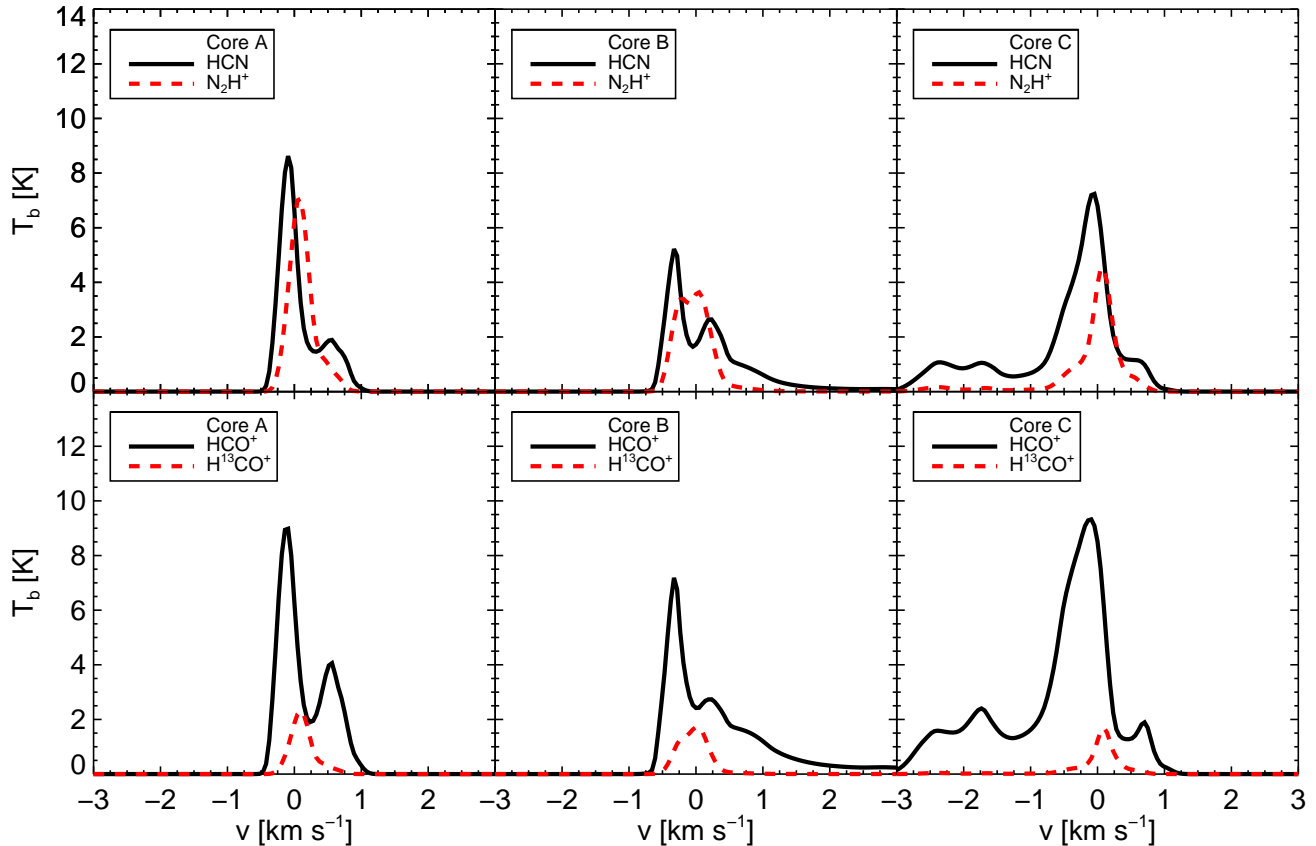 14
12
10
8
6
4
2
0
T_b [K]
Core A
HCN
N₂H⁺
Core B
HCN
N₂H⁺
Core C
HCN
N₂H⁺
12
10
8
6
4
2
0
T_b [K]
Core A
HCO⁺
H¹³CO⁺
Core B
HCO⁺
H¹³CO⁺
Core C
HCO⁺
H¹³CO⁺
−3 −2 −1 0 1 2 −3 −2 −1 0 1 2 −3 −2 −1 0 1 2 3
v [km s⁻¹] v [km s⁻¹] v [km s⁻¹]